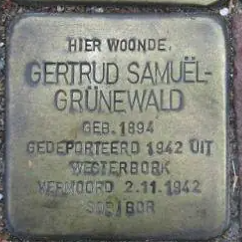 HIER WOONDE
GERTRUD SAMUËL-
GRÜNEWALD
GEB. 1894
GEDEPORTEERD 1942 UIT
WESTERBORK
VERMOORD 2.11.1942
SOBIBOR